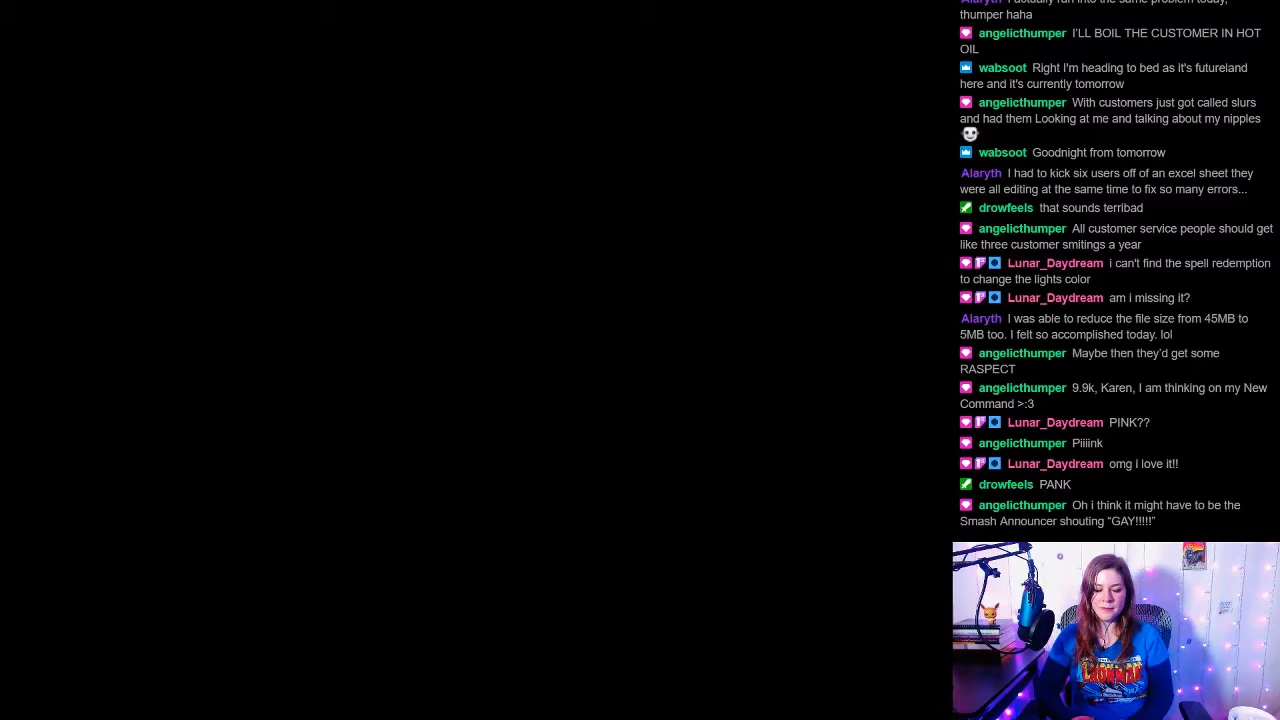 Alaryth I actually ran into the same problem today,
thumper haha
angelicthumper I'LL BOIL THE CUSTOMER IN HOT
OIL
wabsoot Right I'm heading to bed as it's futureland
here and it's currently tomorrow
angelicthumper With customers just got called slurs
and had them Looking at me and talking about my nipples
wabsoot Goodnight from tomorrow
Alaryth I had to kick six users off of an excel sheet they
were all editing at the same time to fix so many errors...
drowfeels that sounds terribad
angelicthumper All customer service people should get
like three customer smitings a year
Lunar_Daydream i can't find the spell redemption
to change the lights color
Lunar_Daydream am i missing it?
Alaryth I was able to reduce the file size from 45MB to
5MB too. I felt so accomplished today. lol
angelicthumper Maybe then they'd get some
RASPECT
angelicthumper 9.9k, Karen, I am thinking on my New
Command >:3
Lunar_Daydream PINK??
angelicthumper Piiiink
Lunar_Daydream omg i love it!!
drowfeels PANK
angelicthumper Oh i think it might have to be the
Smash Announcer shouting “GAY!!!!!”
IRONMAN